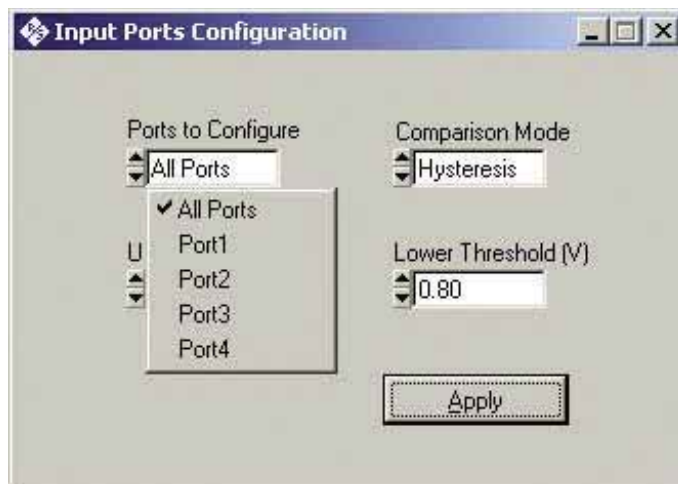 Input Ports Configuration
Ports to Configure
All Ports
Comparison Mode
Hysteresis
✓ All Ports
Port1
Port2
Port3
Port4
U
Lower Threshold (V)
0.80
Apply